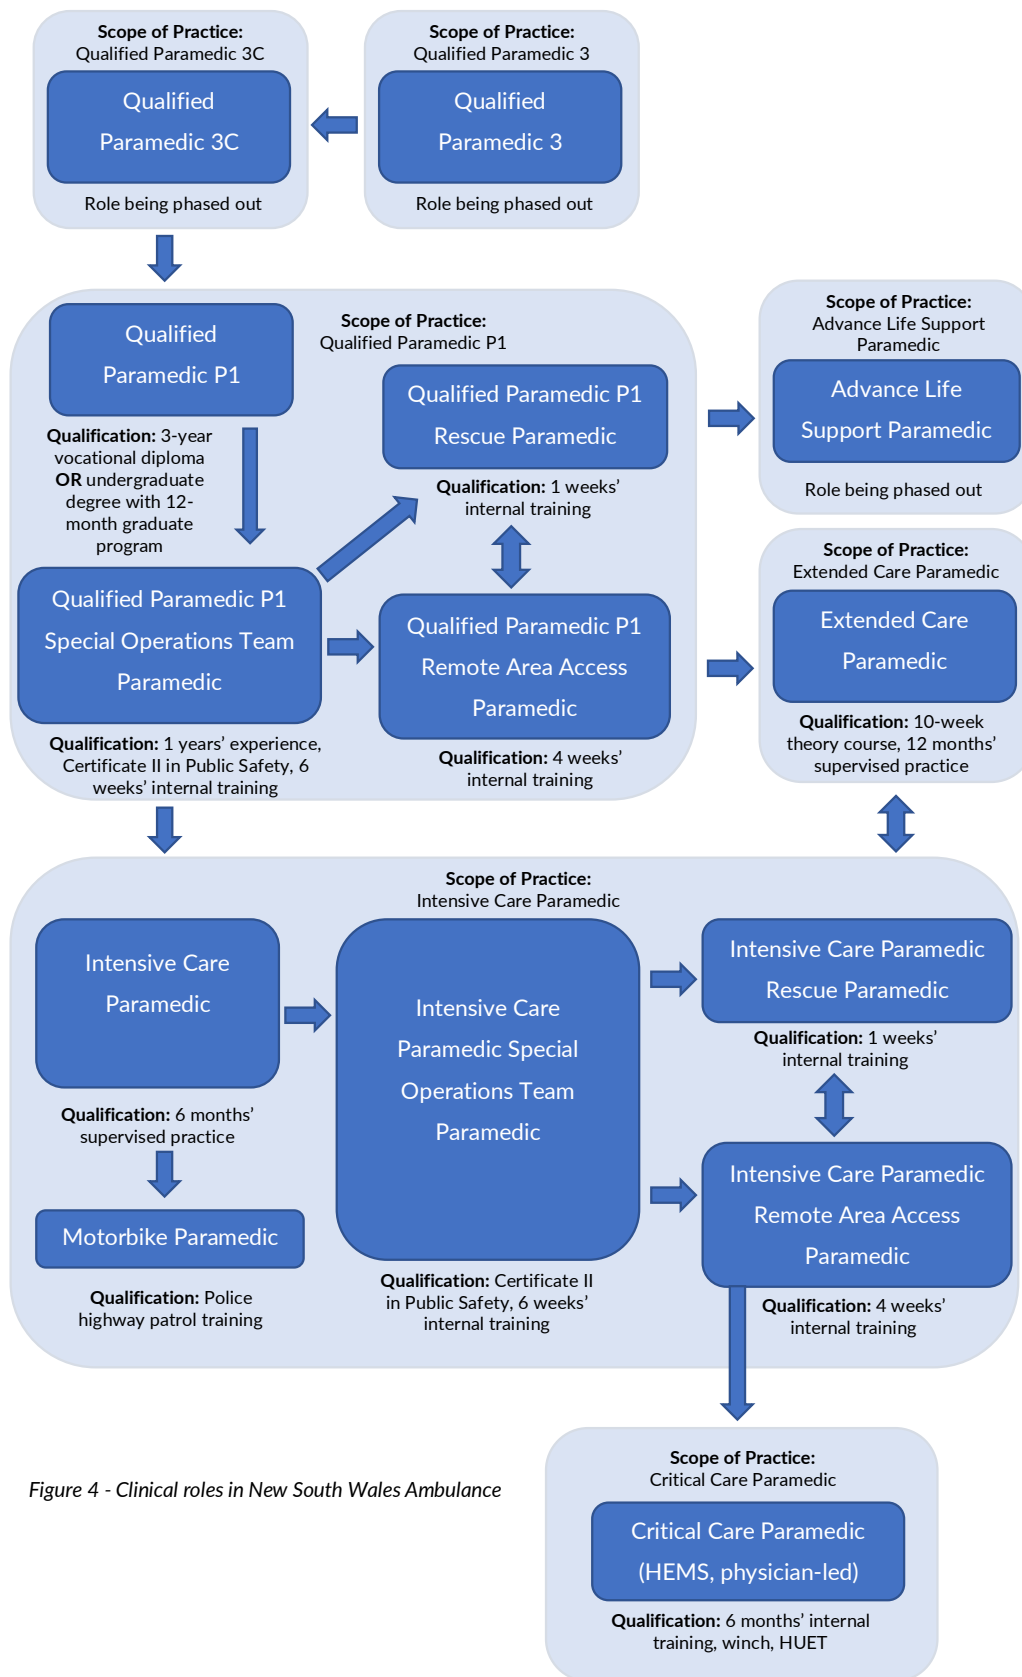 Scope of Practice:
Qualified Paramedic 3C
Qualified
Paramedic 3C
Role being phased out
Scope of Practice:
Qualified Paramedic 3
Qualified
Paramedic 3
Role being phased out
Scope of Practice:
Qualified Paramedic P1
Qualified
Paramedic P1
Qualification: 3-year
vocational diploma
OR undergraduate
degree with 12-
month graduate
program
Qualified Paramedic P1
Rescue Paramedic
Qualification: 1 weeks’
internal training
Qualified Paramedic P1
Special Operations Team
Paramedic
Qualification: 1 years’ experience,
Certificate II in Public Safety, 6
weeks’ internal training
Qualified Paramedic P1
Remote Area Access
Paramedic
Qualification: 4 weeks’
internal training
Scope of Practice:
Advance Life Support
Paramedic
Advance Life
Support Paramedic
Role being phased out
Scope of Practice:
Extended Care Paramedic
Extended Care
Paramedic
Qualification: 10-week
theory course, 12 months’
supervised practice
Scope of Practice:
Intensive Care Paramedic
Intensive Care
Paramedic
Qualification: 6 months’
supervised practice
Motorbike Paramedic
Qualification: Police
highway patrol training
Intensive Care
Paramedic Special
Operations Team
Paramedic
Qualification: Certificate II
in Public Safety, 6 weeks’
internal training
Intensive Care Paramedic
Rescue Paramedic
Qualification: 1 weeks’
internal training
Intensive Care Paramedic
Remote Area Access
Paramedic
Qualification: 4 weeks’
internal training
Scope of Practice:
Critical Care Paramedic
Critical Care Paramedic
(HEMS, physician-led)
Qualification: 6 months’ internal
training, winch, HUET
Figure 4 - Clinical roles in New South Wales Ambulance